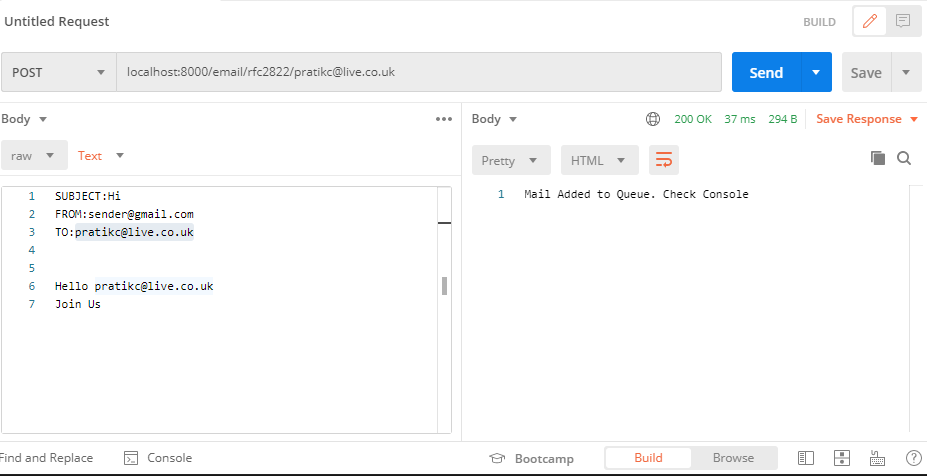 Untitled Request
BUILD
POST
localhost:8000/email/rfc2822/pratikc@live.co.uk
Send
Save
Body
Body
200 OK 37 ms 294 B
Save Response
raw
Text
Pretty
HTML
1 SUBJECT:Hi
2 FROM:sender@gmail.com
3 TO:pratikc@live.co.uk
4
5
6 Hello pratikc@live.co.uk
7 Join Us
1 Mail Added to Queue. Check Console
Find and Replace
Console
Bootcamp
Build
Browse